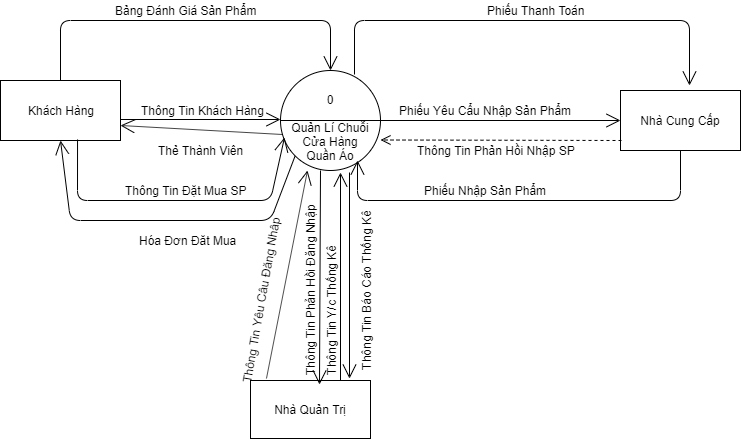 Bảng Đánh Giá Sản Phẩm
Phiếu Thanh Toán
Khách Hàng
Thông Tin Khách Hàng
0
Phiếu Yêu Cầu Nhập Sản Phẩm
Nhà Cung Cấp
Quản Lí Chuỗi
Cửa Hàng
Quần Áo
Thẻ Thành Viên
Thông Tin Phản Hồi Nhập SP
Thông Tin Đặt Mua SP
Phiếu Nhập Sản Phẩm
Hóa Đơn Đặt Mua
Thông Tin Yêu Câu Đăng Nhâp
Thông Tin Phản Hồi Đăng Nhập
Thông Tin Y/c Thống Kê
Thông Tin Báo Cáo Thống Kê
Nhà Quản Trị